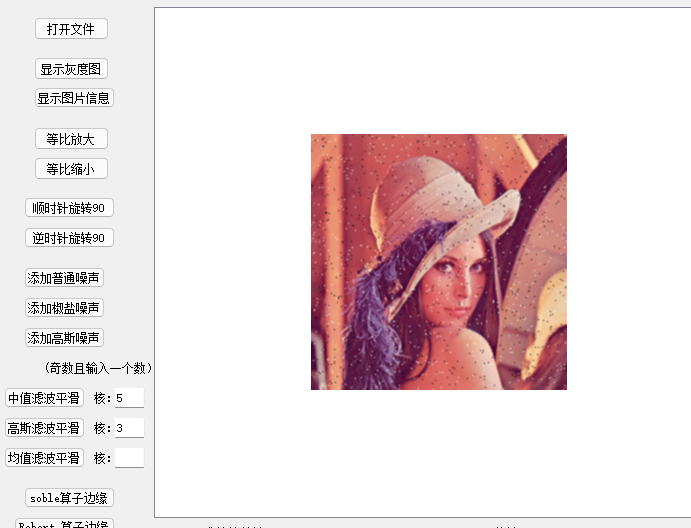 打开文件
显示灰度图
显示图片信息
等比放大
等比缩小
顺时针旋转90
逆时针旋转90
添加普通噪声
添加椒盐噪声
添加高斯噪声
(奇数且输入一个数)
中值滤波平滑 核: 5
高斯滤波平滑 核: 3
均值滤波平滑 核:
soble算子边缘
Robert 算子边缘